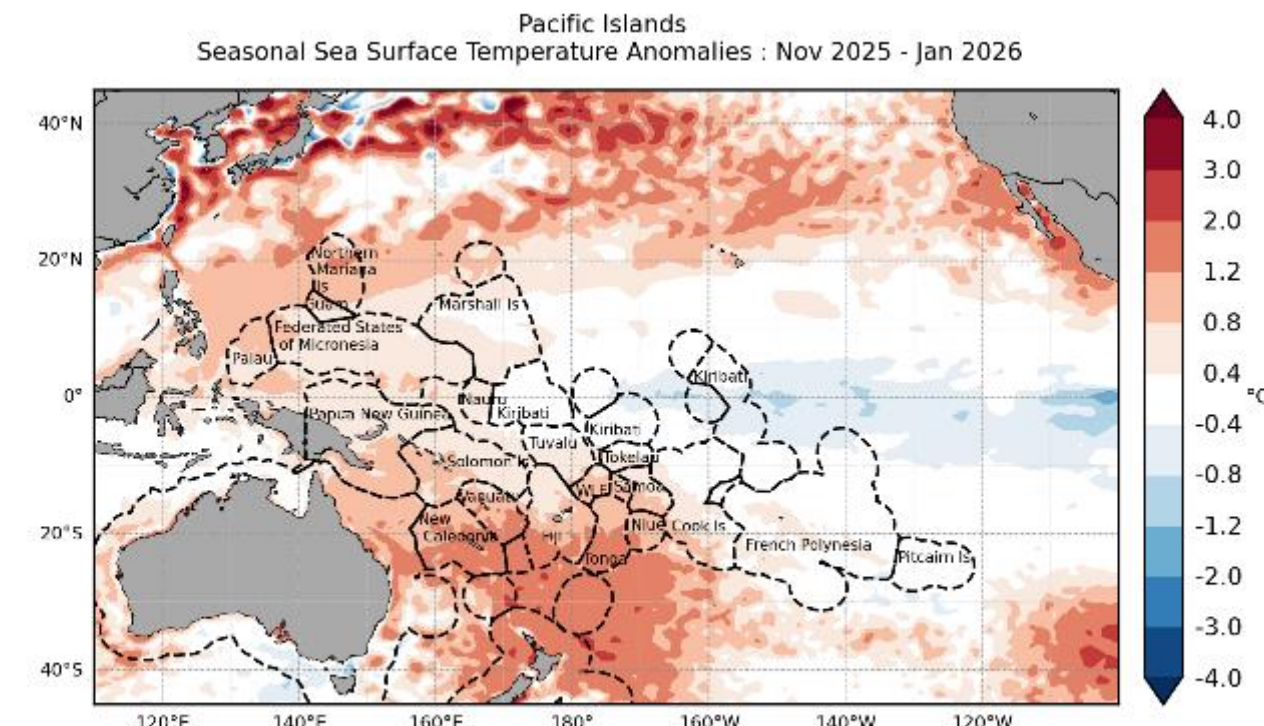 Pacific Islands
Seasonal Sea Surface Temperature Anomalies : Nov 2025 - Jan 2026
40°N
20°N
0°
20°S
40°S
120°E
140°E
160°E
180°
160°W
140°W
120°W
Northern
Mariana
Is
Guam
Marshall Is
Federated States
of Micronesia
Palau
Kiribati
Nauru
Papua New Guinea
Kiribati
Kiribati
Tuvalu
Tokelau
Solomon Is
W&F
Samoa
Vanuatu
New
Caledonia
Fiji
Niue
Cook Is
Tonga
French Polynesia
Pitcairn Is
4.0
3.0
2.0
1.2
0.8
0.4
-0.4
-0.8
-1.2
-2.0
-3.0
-4.0